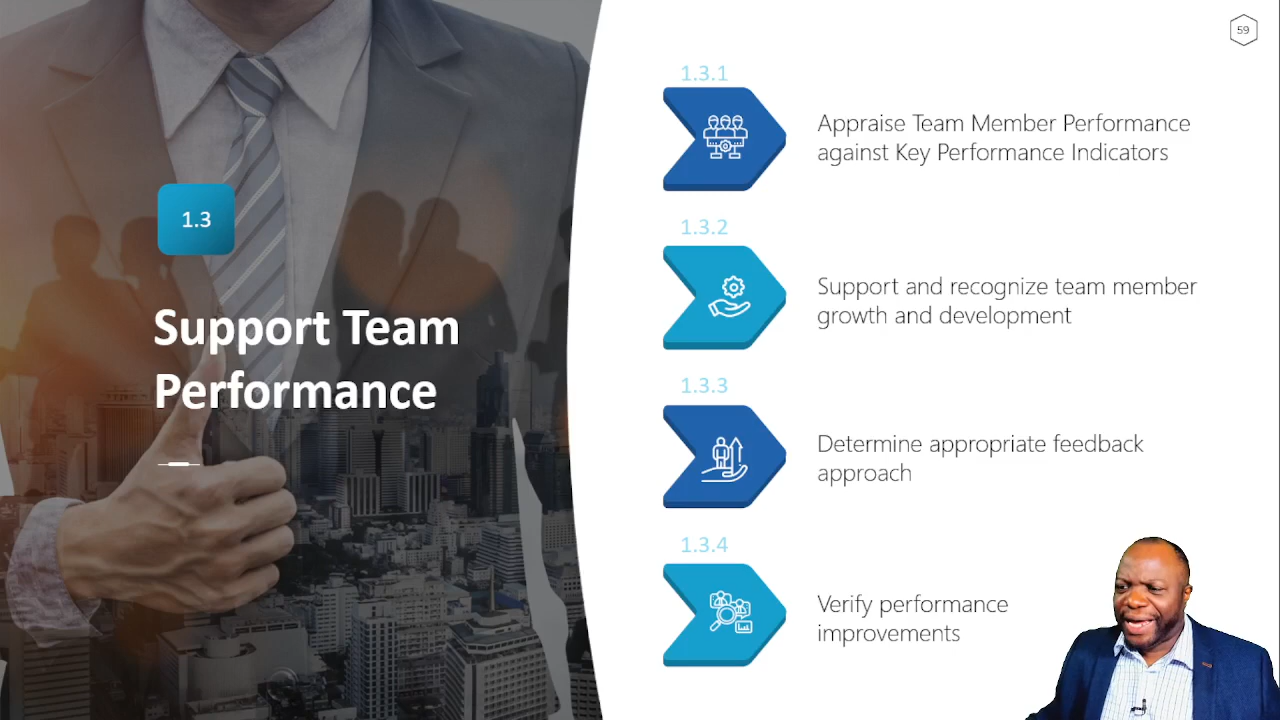 59
1.3
Support Team
Performance
1.3.1
Appraise Team Member Performance
against Key Performance Indicators
1.3.2
Support and recognize team member
growth and development
1.3.3
Determine appropriate feedback
approach
1.3.4
Verify performance
improvements